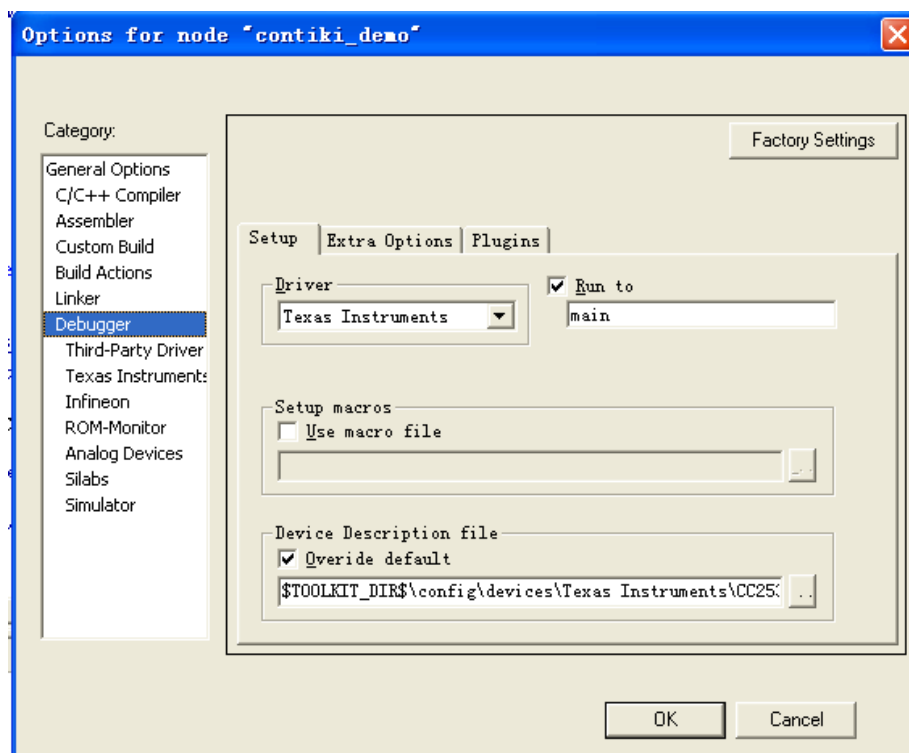 Options for node "contiki_demo"
Category:
Factory Settings
General Options
C/C++ Compiler
Assembler
Custom Build
Build Actions
Linker
Debugger
Third-Party Driver
Texas Instruments
Infineon
ROM-Monitor
Analog Devices
Silabs
Simulator
Setup
Extra Options
Plugins
Driver
Texas Instruments
Run to
main
Setup macros
Use macro file
Device Description file
Overide default
$TOOLKIT_DIR$\config\devices\Texas Instruments\CC253
OK
Cancel